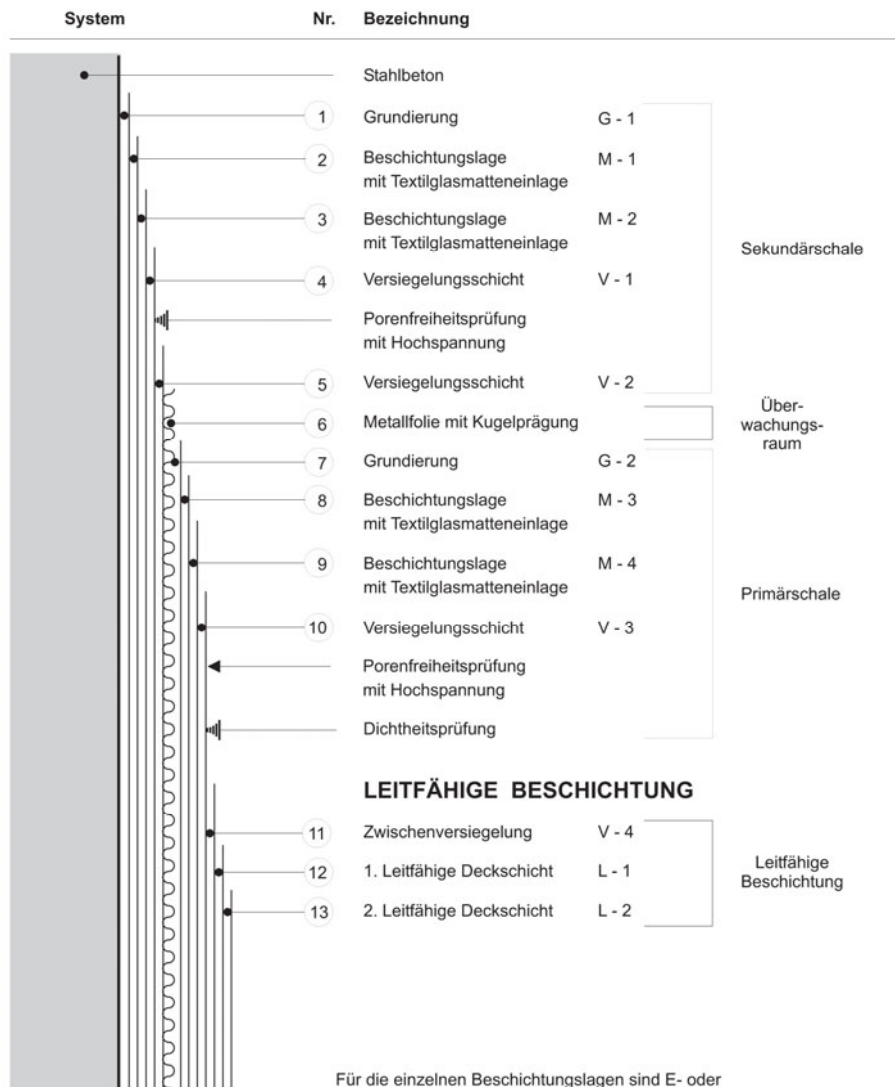 System Nr. Bezeichnung
Stahlbeton
1 Grundierung G - 1
2 Beschichtungslage M - 1
mit Textilglasmatteneinlage
3 Beschichtungslage M - 2
mit Textilglasmatteneinlage
Sekundärschale
4 Versiegelungsschicht V - 1
Porenfreiheitsprüfung
mit Hochspannung
5 Versiegelungsschicht V - 2
6 Metallfolie mit Kugelprägung
Über-
wachungs-
raum
7 Grundierung G - 2
8 Beschichtungslage M - 3
mit Textilglasmatteneinlage
9 Beschichtungslage M - 4
mit Textilglasmatteneinlage
Primärschale
10 Versiegelungsschicht V - 3
Porenfreiheitsprüfung
mit Hochspannung
Dichtheitsprüfung
LEITFÄHIGE BESCHICHTUNG
11 Zwischenversiegelung V - 4
12 1. Leitfähige Deckschicht L - 1
Leitfähige
Beschichtung
13 2. Leitfähige Deckschicht L - 2
Für die einzelnen Beschichtungslagen sind E- oder